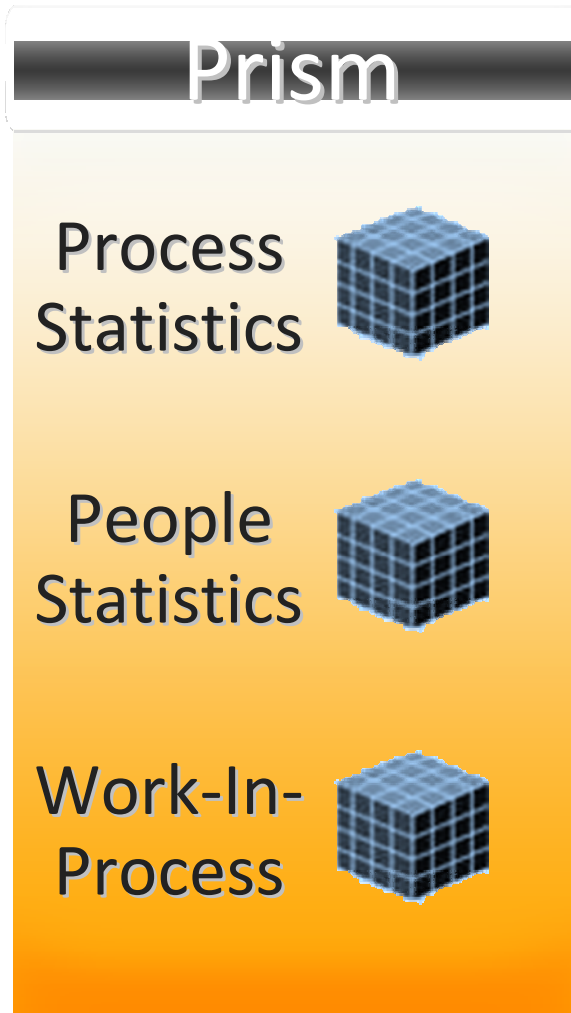 Prism
Process
Statistics
People
Statistics
Work-In-
Process